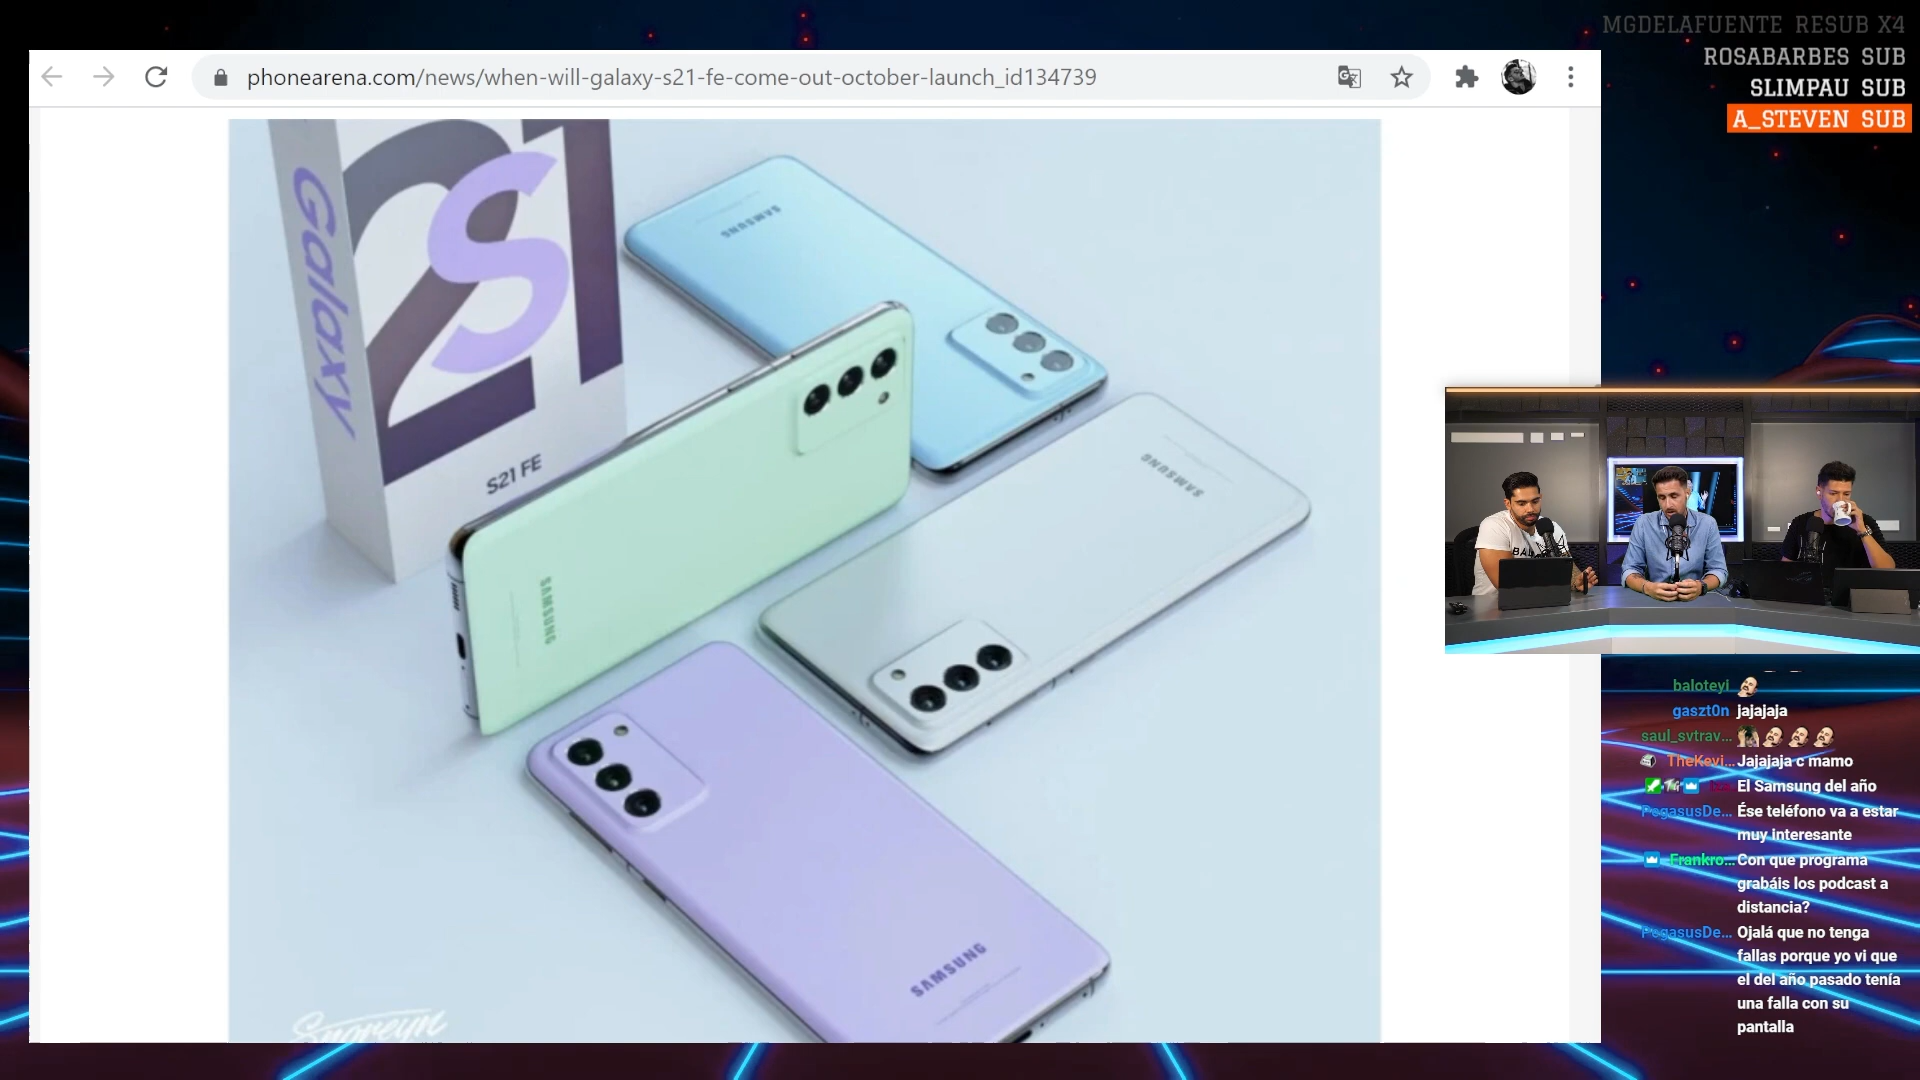 MGDELAFUENTE RESUB X4
ROSABARBES SUB
SLIMPAU SUB
A_STEVEN SUB
phonearena.com/news/when-will-galaxy-s21-fe-come-out-october-launch_id134739
Galaxy
S21
S21 FE
SAMSUNG
SAMSUNG
SAMSUNG
SAMSUNG
baloteyi
gaszt0n jajajaja
saul_svtrav...
TheKevi... Jajajaja c mamo
El Samsung del año
PegasusDe... Ése teléfono va a estar
muy interesante
Frankro... Con que programa
grabáis los podcast a
distancia?
PegasusDe... Ojalá que no tenga
fallas porque yo vi que
el del año pasado tenía
una falla con su
pantalla